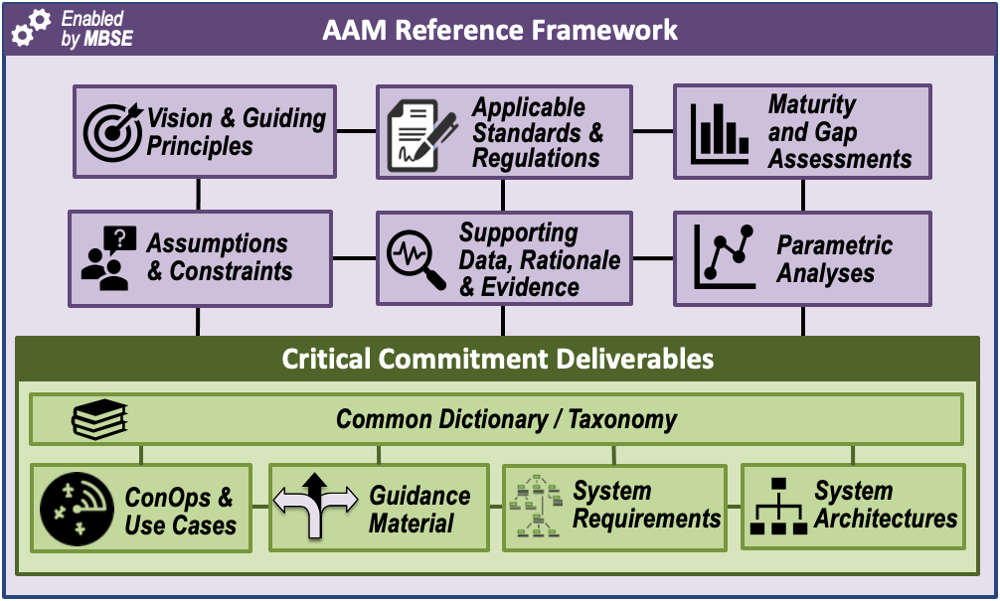 Enabled
by MBSE
AAM Reference Framework
Vision & Guiding
Principles
Applicable
Standards &
Regulations
Maturity
and Gap
Assessments
?
Assumptions
& Constraints
Supporting
Data, Rationale
& Evidence
Parametric
Analyses
Critical Commitment Deliverables
Common Dictionary / Taxonomy
ConOps &
Use Cases
Guidance
Material
System
Requirements
System
Architectures